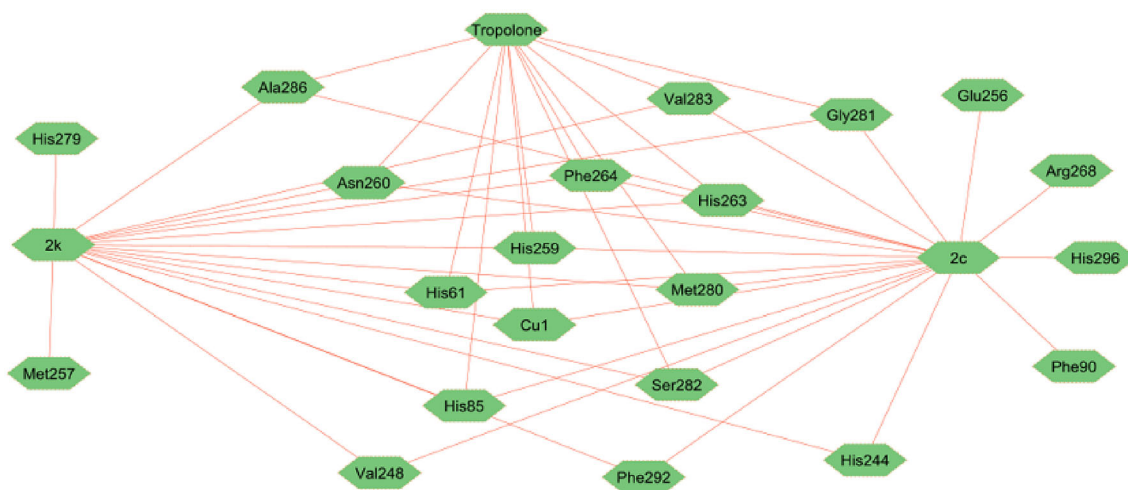 Tropolone
Ala286
Val283
Glu256
Gly281
His279
Arg268
Asn260
Phe264
His263
2k
His259
2c
His296
His61
Met280
Cu1
Met257
Phe90
His85
Ser282
Val248
Phe292
His244